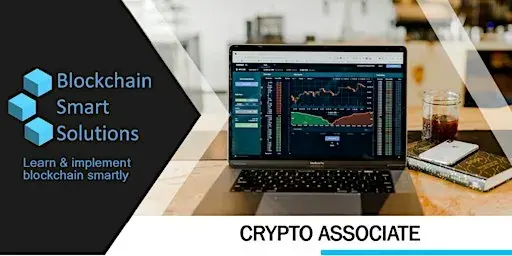 Blockchain
Smart
Solutions
Learn & implement
blockchain smartly
CRYPTO ASSOCIATE